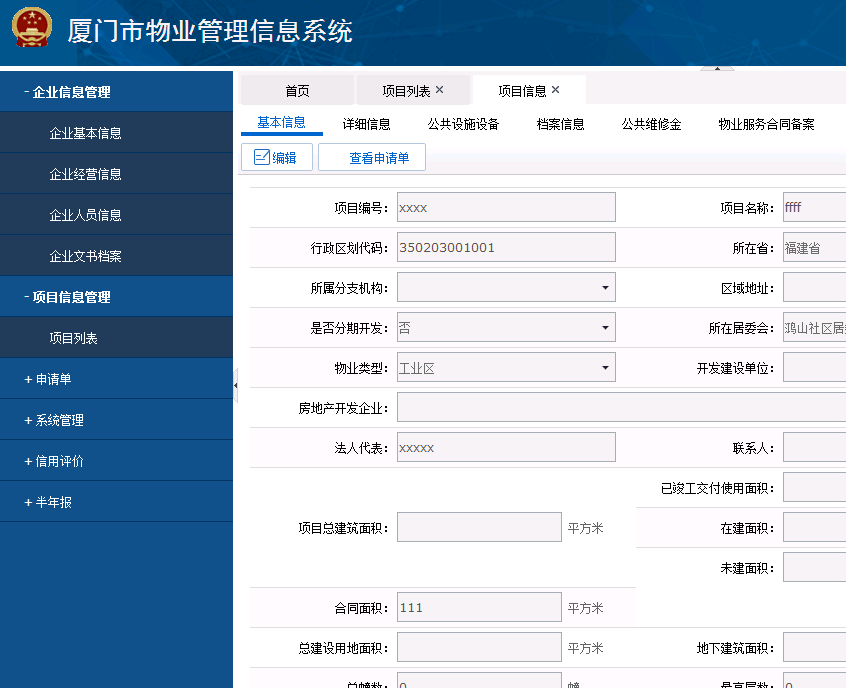 厦门市物业管理信息系统
- 企业信息管理
企业基本信息
企业经营信息
企业人员信息
企业文书档案
- 项目信息管理
项目列表
+ 申请单
+ 系统管理
+ 信用评价
+ 半年报
首页 项目列表 × 项目信息 ×
基本信息 详细信息 公共设施设备 档案信息 公共维修金 物业服务合同备案
编辑 查看申请单
项目编号: xxxx 项目名称: ffff
行政区划代码: 350203001001 所在省: 福建省
所属分支机构: 区域地址:
是否分期开发: 否 所在居委会: 鸿山社区居
物业类型: 工业区 开发建设单位:
房地产开发企业:
法人代表: xxxxx 联系人:
已竣工交付使用面积:
项目总建筑面积: 平方米 在建面积:
未建面积:
合同面积: 111 平方米
总建设用地面积: 平方米 地下建筑面积:
总幢数: 0 幢 最高层数: 0